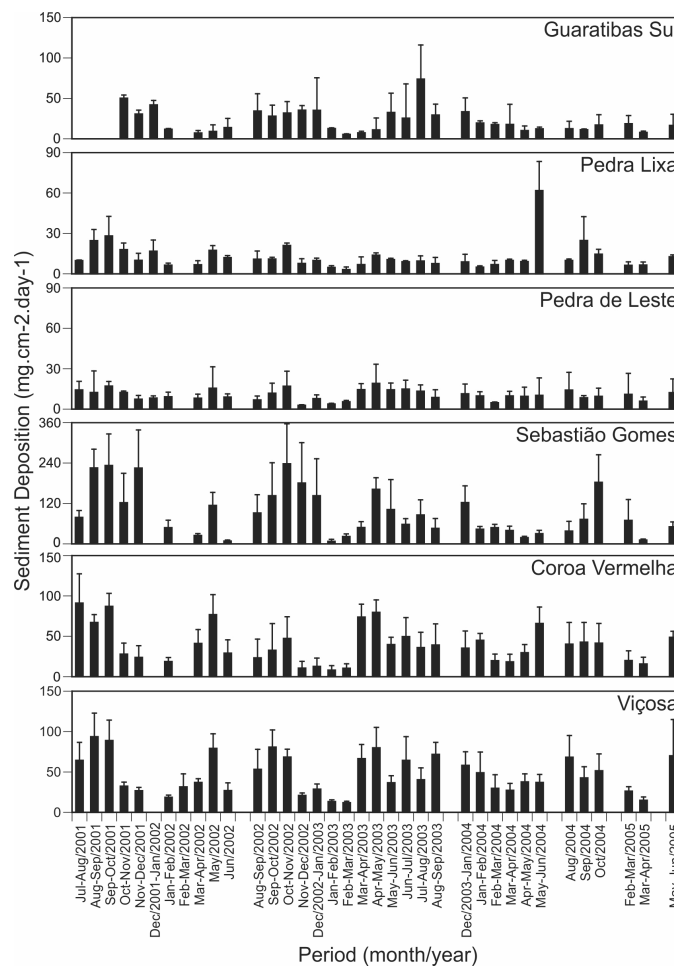 Guaratibas Su
150
100
50
0
Pedra Lixa
90
60
30
0
Pedra de Leste
90
60
30
0
Sebastião Gomes
360
240
120
0
Coroa Vermelha
150
100
50
0
Viçosa
150
100
50
0
Sediment Deposition (mg.cm-2.day-1)
Jul-Aug/2001
Aug-Sep/2001
Sep-Oct/2001
Oct-Nov/2001
Nov-Dec/2001
Dec/2001-Jan/2002
Jan-Feb/2002
Feb-Mar/2002
Mar-Apr/2002
May/2002
Jun/2002
Aug-Sep/2002
Sep-Oct/2002
Oct-Nov/2002
Nov-Dec/2002
Dec/2002-Jan/2003
Jan-Feb/2003
Feb-Mar/2003
Mar-Apr/2003
Apr-May/2003
May-Jun/2003
Jun-Jul/2003
Jul-Aug/2003
Aug-Sep/2003
Dec/2003-Jan/2004
Jan-Feb/2004
Feb-Mar/2004
Mar-Apr/2004
Apr-May/2004
May-Jun/2004
Aug/2004
Sep/2004
Oct/2004
Feb-Mar/2005
Mar-Apr/2005
Period (month/year)